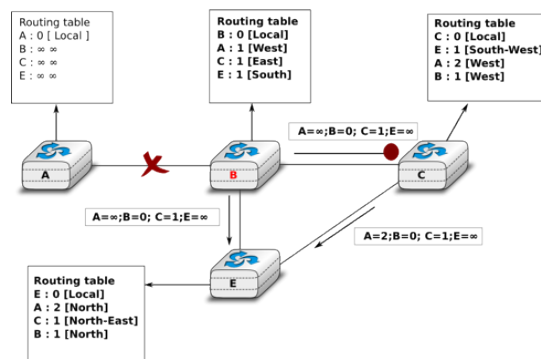 Routing table
A : 0 [ Local ]
B : ∞ ∞
C : ∞ ∞
E : ∞ ∞
Routing table
B : 0 [Local]
A : 1 [West]
C : 1 [East]
E : 1 [South]
Routing table
C : 0 [Local]
E : 1 [South-West]
A : 2 [West]
B : 1 [West]
A=∞;B=0; C=1;E=∞
A
B
C
A=∞;B=0; C=1;E=∞
A=2;B=0; C=1;E=∞
E
Routing table
E : 0 [Local]
A : 2 [North]
C : 1 [North-East]
B : 1 [North]